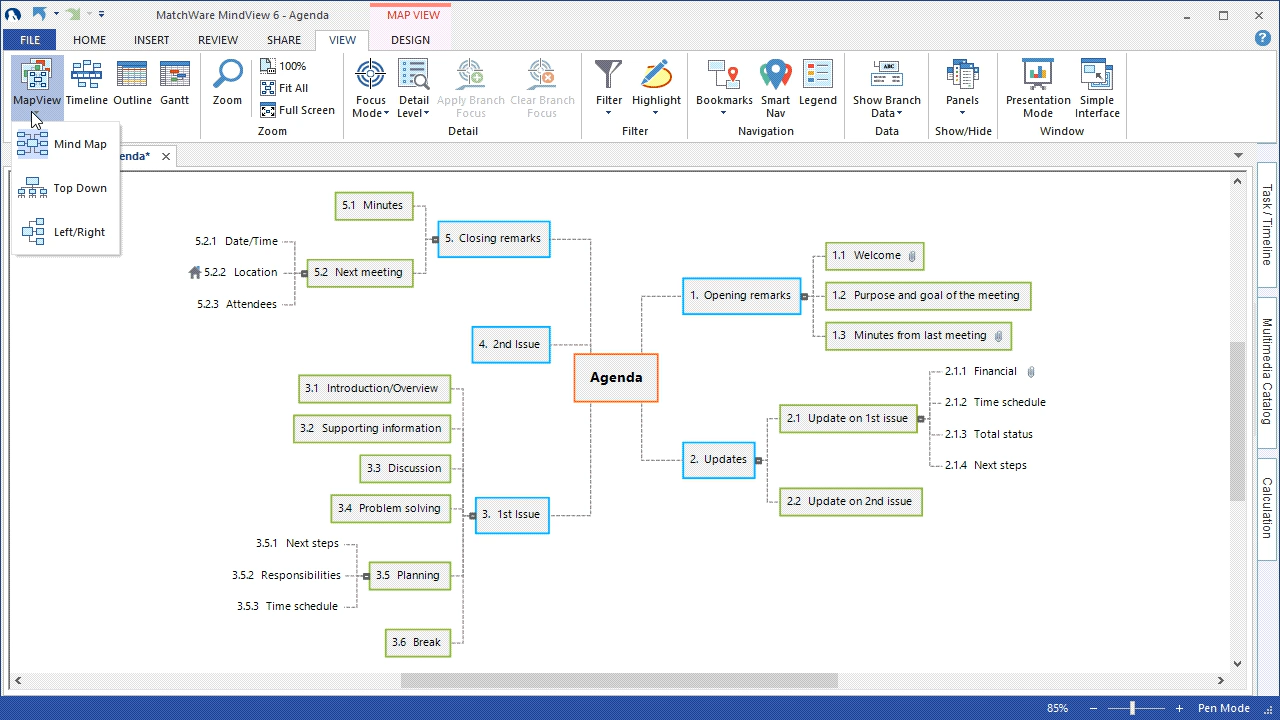 MatchWare MindView 6 - Agenda
MAP VIEW
FILE
HOME
INSERT
REVIEW
SHARE
VIEW
DESIGN
MapView
Timeline
Outline
Gantt
Zoom
100%
Fit All
Full Screen
Zoom
Focus
Mode
Detail
Level
Apply Branch
Focus
Clear Branch
Focus
Detail
Filter
Highlight
Filter
Bookmarks
Smart
Nav
Legend
Navigation
ABC
Show Branch
Data
Data
Panels
Show/Hide
Presentation
Mode
Simple
Interface
Window
Mind Map
Top Down
Left/Right
enda*
5.1 Minutes
5. Closing remarks
5.2.1 Date/Time
5.2.2 Location
5.2.3 Attendees
5.2 Next meeting
4. 2nd Issue
3.1 Introduction/Overview
3.2 Supporting information
3.3 Discussion
3.4 Problem solving
3. 1st Issue
3.5.1 Next steps
3.5.2 Responsibilities
3.5.3 Time schedule
3.5 Planning
3.6 Break
Agenda
1. Opening remarks
1.1 Welcome
1.2 Purpose and goal of the meeting
1.3 Minutes from last meeting
2. Updates
2.1 Update on 1st issue
2.1.1 Financial
2.1.2 Time schedule
2.1.3 Total status
2.1.4 Next steps
2.2 Update on 2nd issue
Task / Timeline
Multimedia Catalog
Calculation
85%
Pen Mode